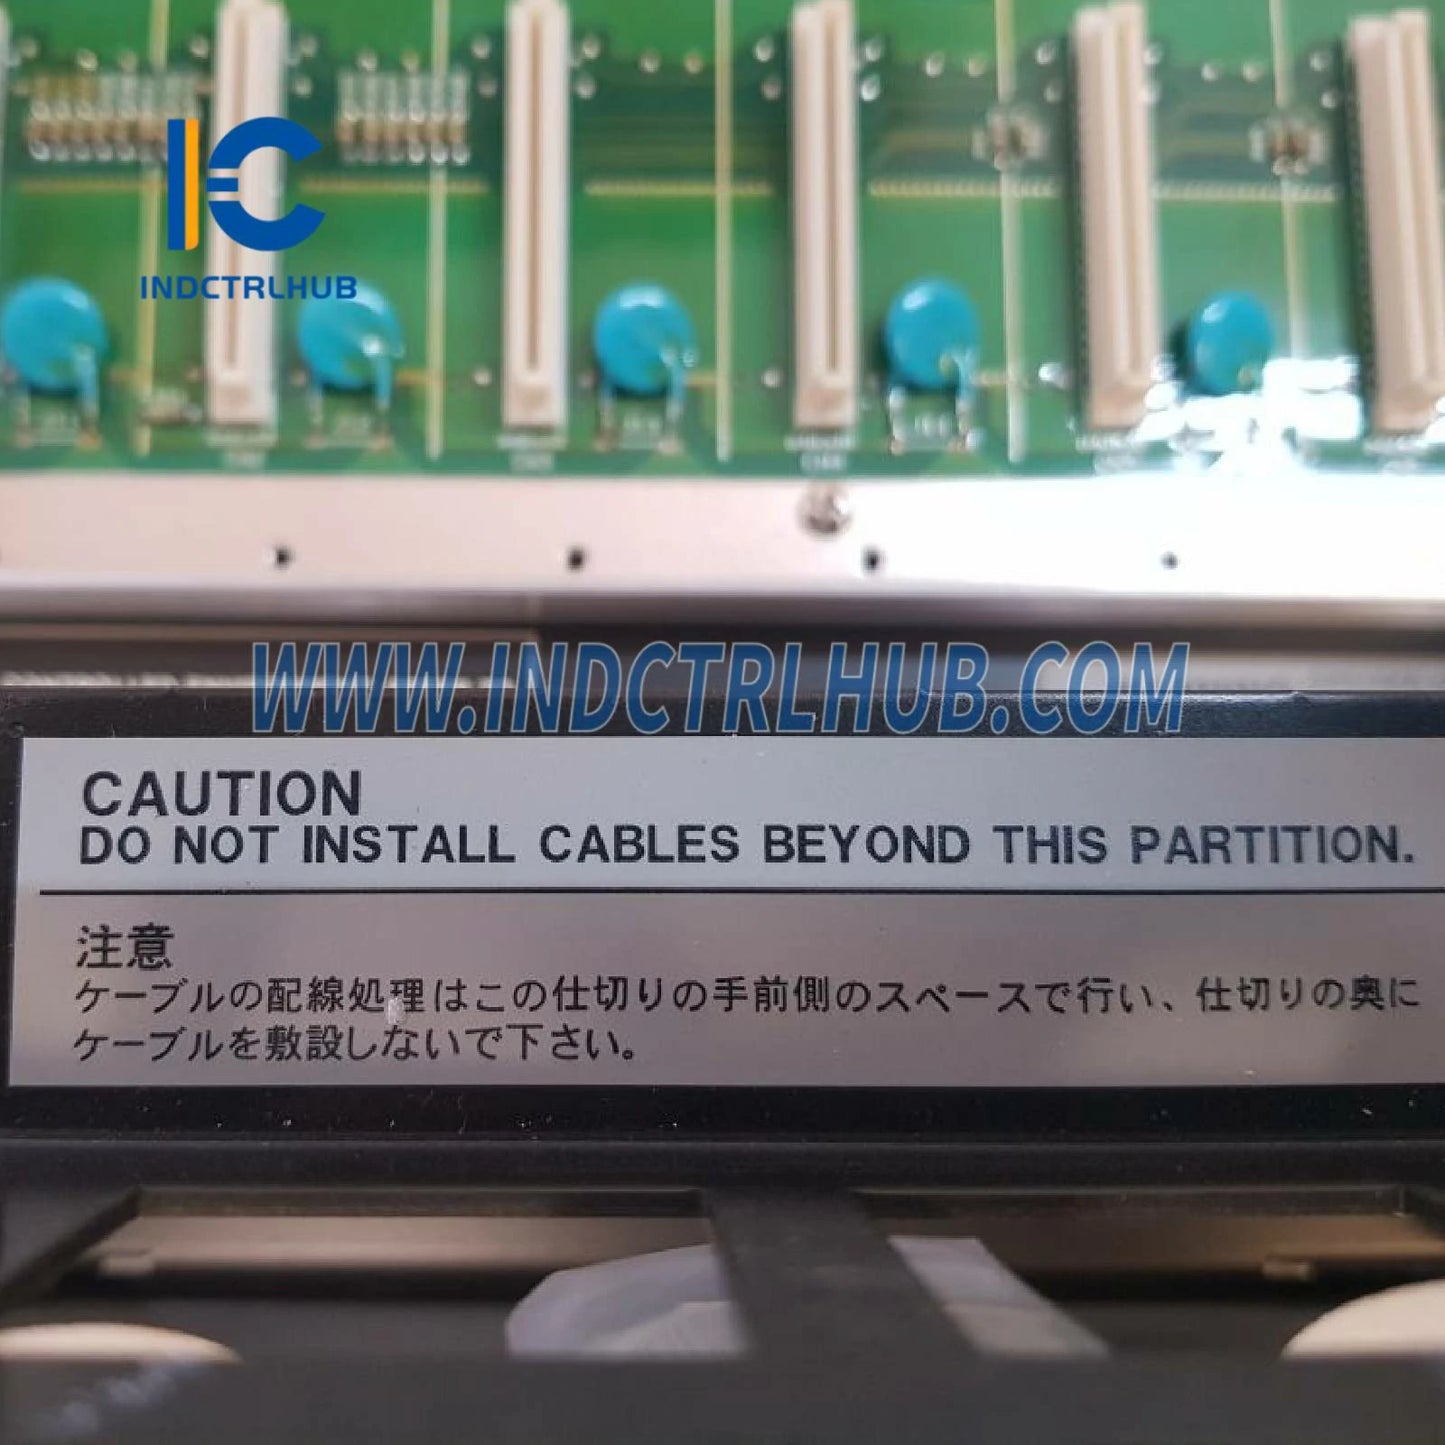 INDCTRLHUB
WWW.INDCTRLHUB.COM
CAUTION
DO NOT INSTALL CABLES BEYOND THIS PARTITION.
注意
ケーブルの配線処理はこの仕切りの手前側のスペースで行い、仕切りの奥に
ケーブルを敷設しないで下さい。